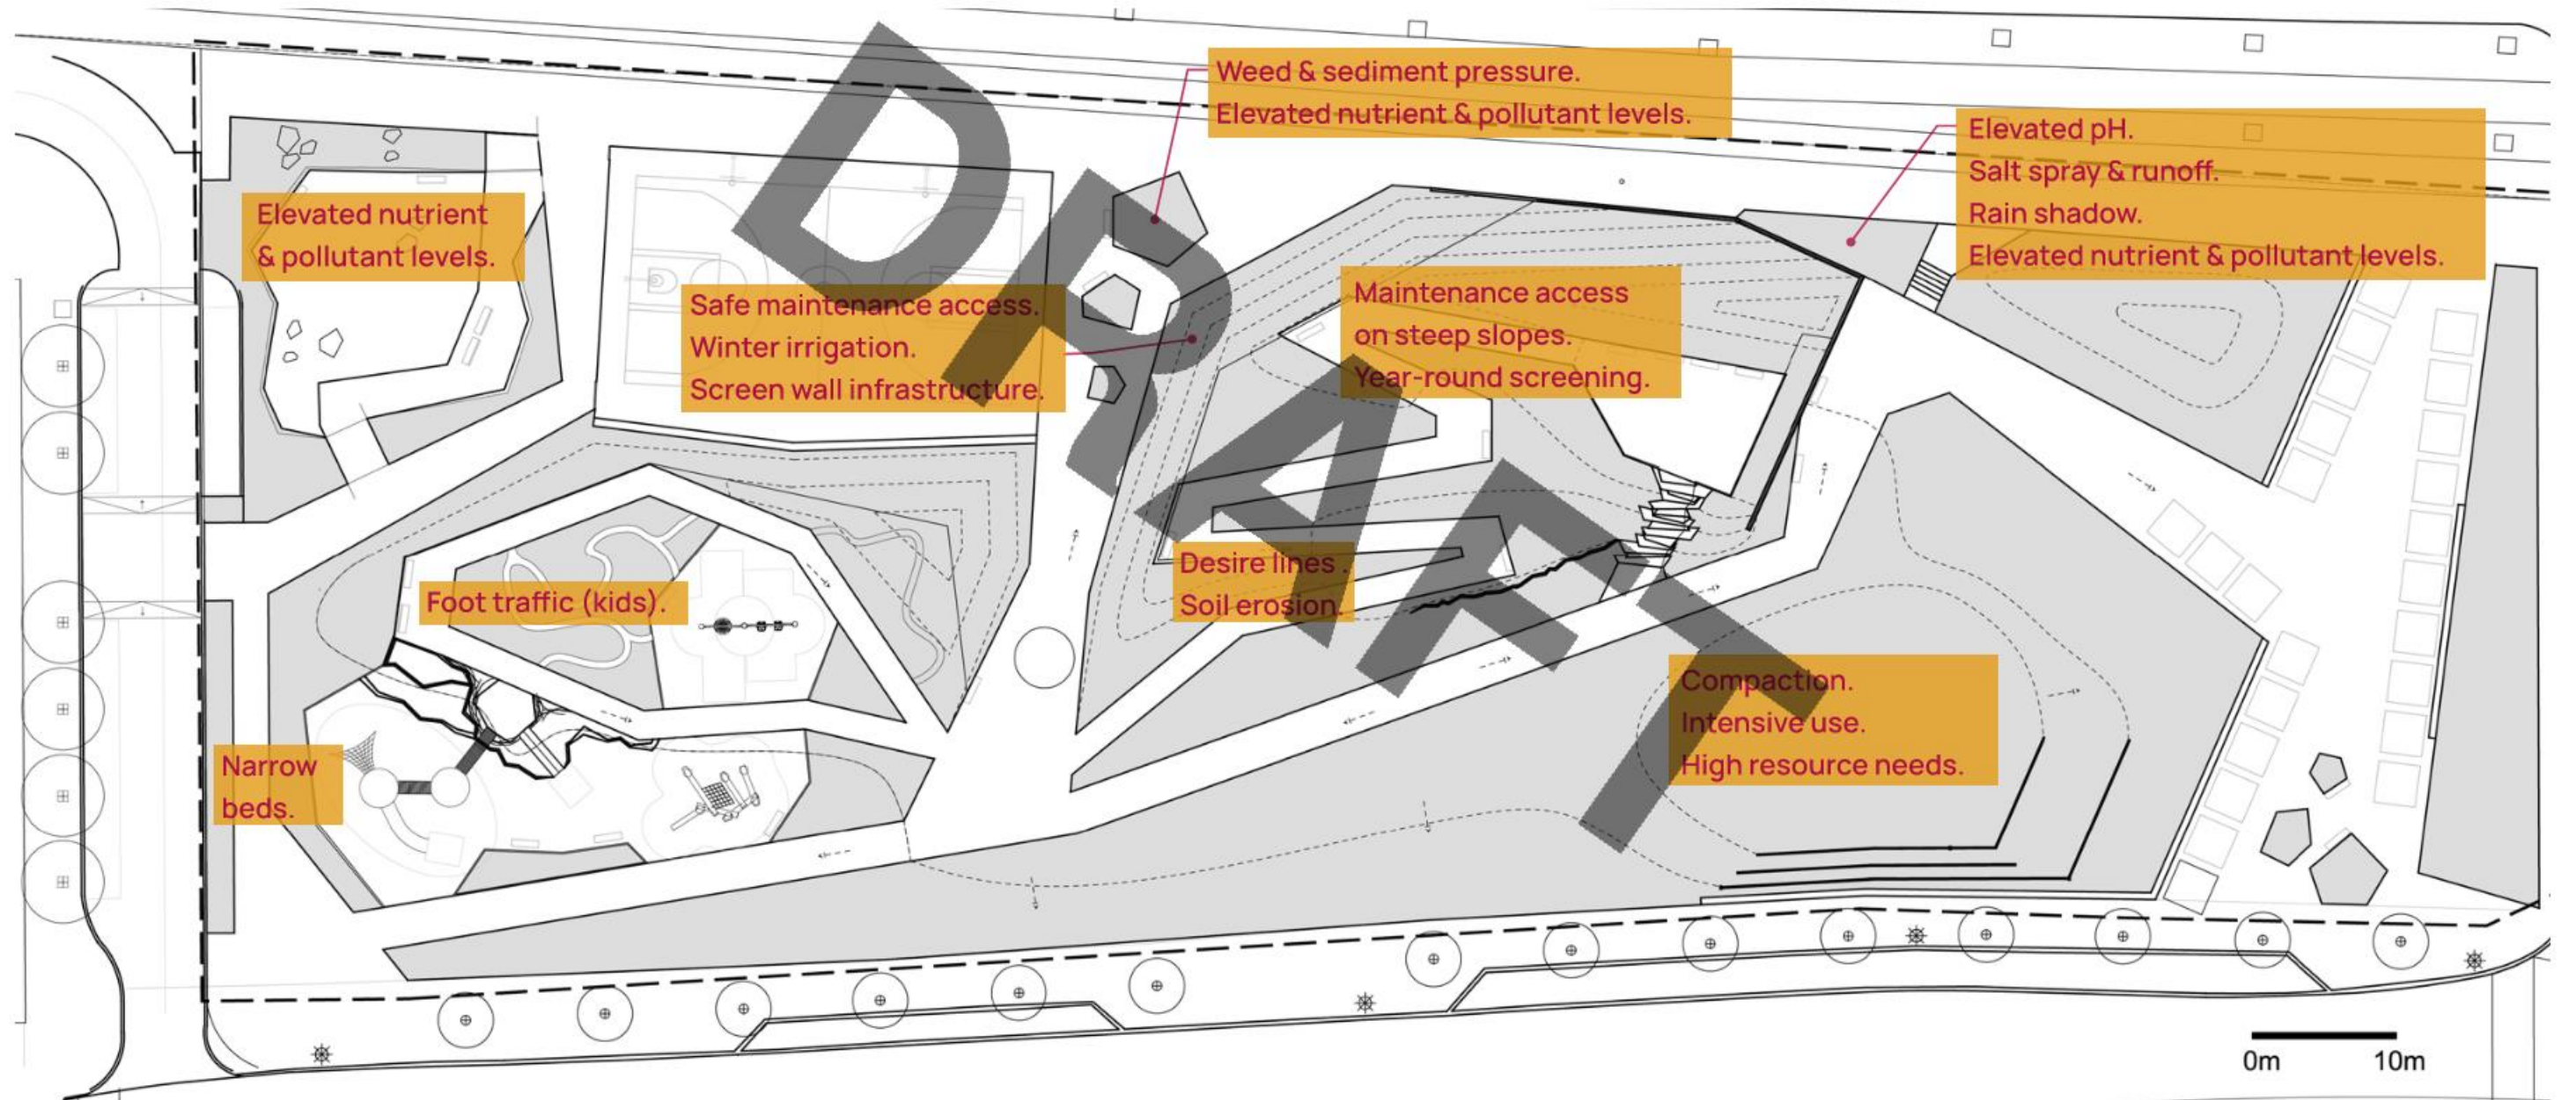 Weed & sediment pressure.
Elevated nutrient & pollutant levels.
Elevated pH.
Salt spray & runoff.
Rain shadow.
Elevated nutrient & pollutant levels.
Elevated nutrient
& pollutant levels.
Safe maintenance access.
Winter irrigation.
Screen wall infrastructure.
Maintenance access
on steep slopes.
Year-round screening.
Desire lines .
Soil erosion.
Foot traffic (kids).
Narrow
beds.
Compaction.
Intensive use.
High resource needs.
DRAFT
0m 10m